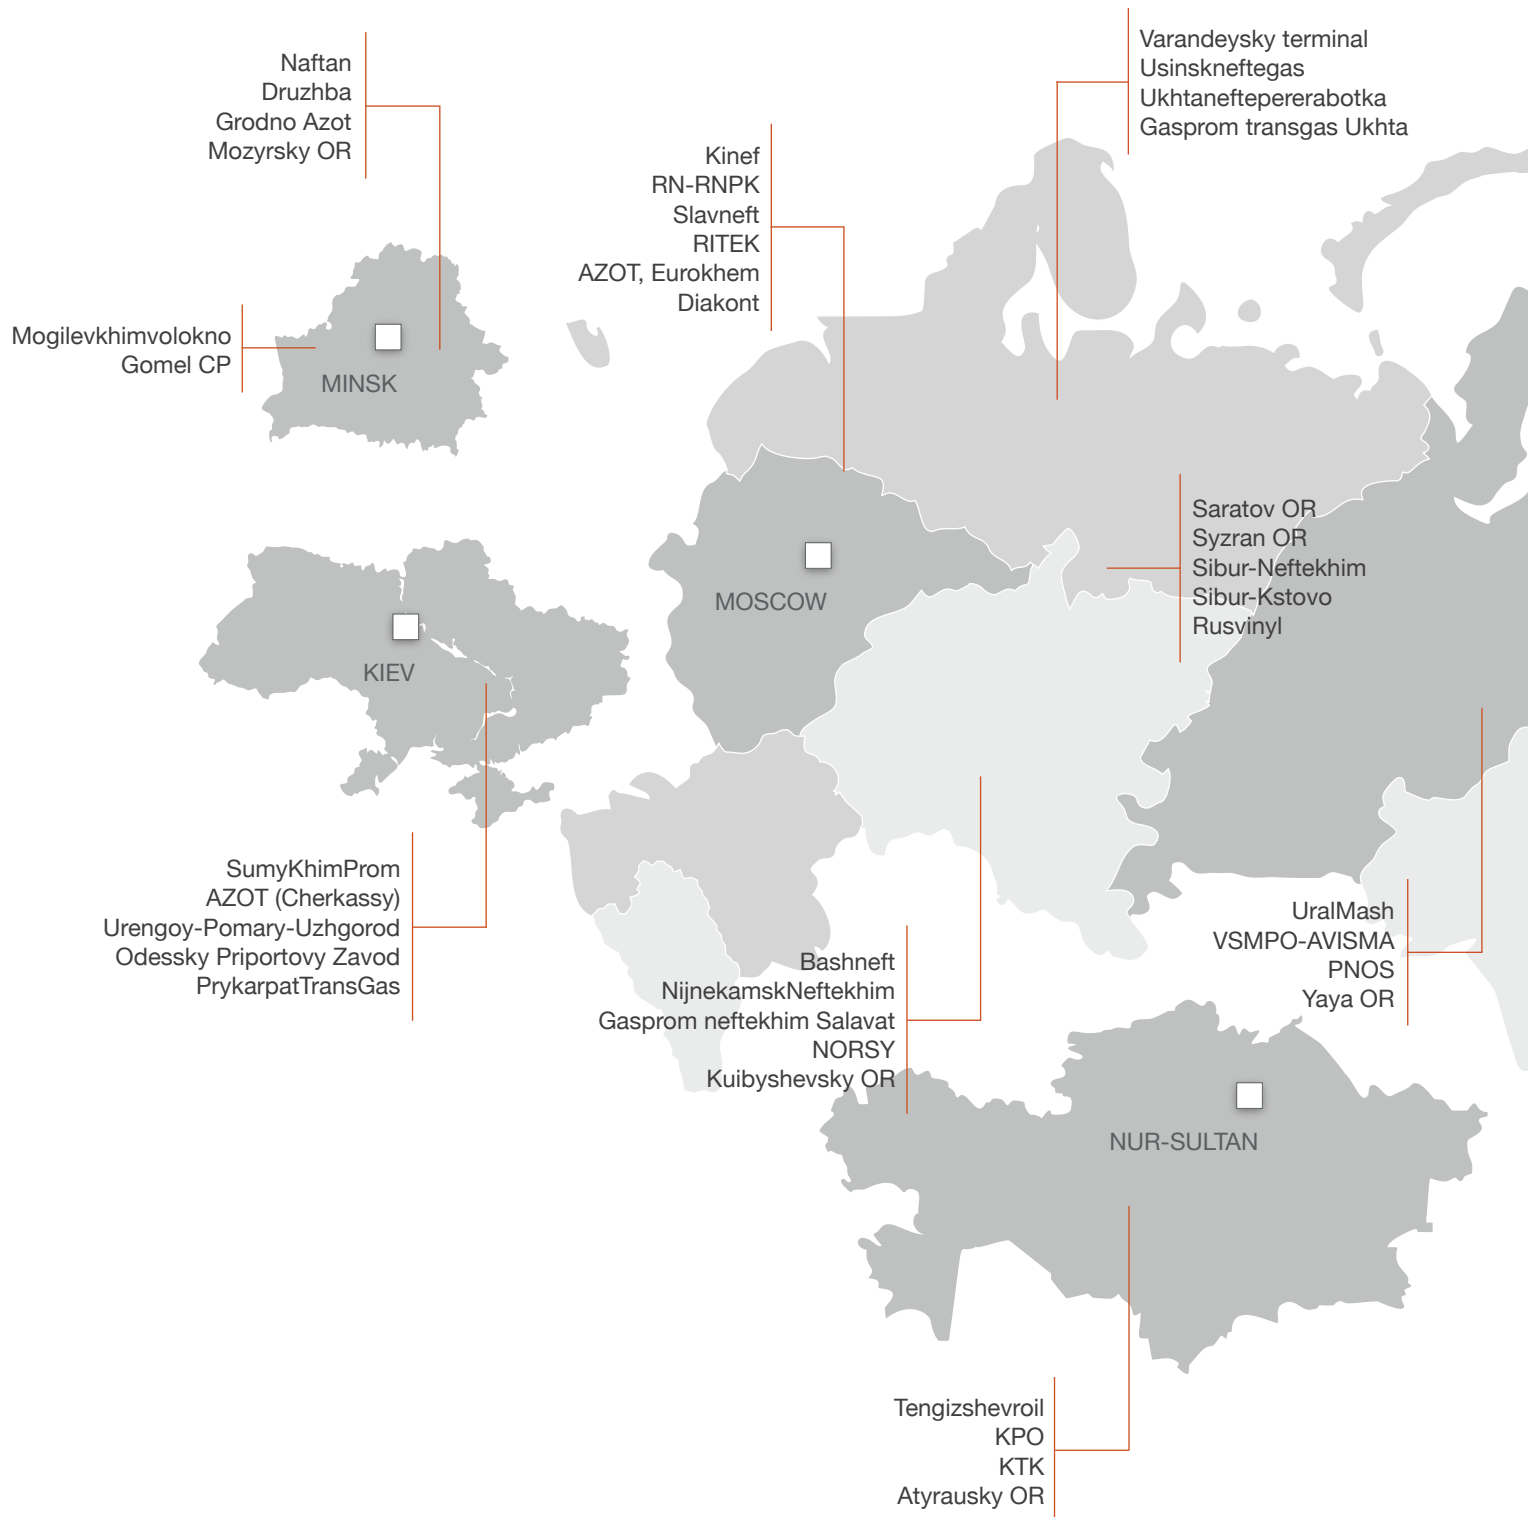 Naftan
Druzhba
Grodno Azot
Mozyrsky OR
Varandeysky terminal
Usinskneftegas
Ukhtaneftepererabotka
Gasprom transgas Ukhta
Kinef
RN-RNPK
Slavneft
RITEK
AZOT, Eurokhem
Diakont
Mogilevkhimvolokno
Gomel CP
MINSK
Saratov OR
Syzran OR
Sibur-Neftekhim
Sibur-Kstovo
Rusvinyl
MOSCOW
KIEV
SumyKhimProm
AZOT (Cherkassy)
Urengoy-Pomary-Uzhgorod
Odessky Priportovy Zavod
PrykarpatTransGas
Bashneft
NijnekamskNeftekhim
Gasprom neftekhim Salavat
NORSY
Kuibyshevsky OR
UralMash
VSMPO-AVISMA
PNOS
Yaya OR
NUR-SULTAN
Tengizshevroil
KPO
KTK
Atyrausky OR